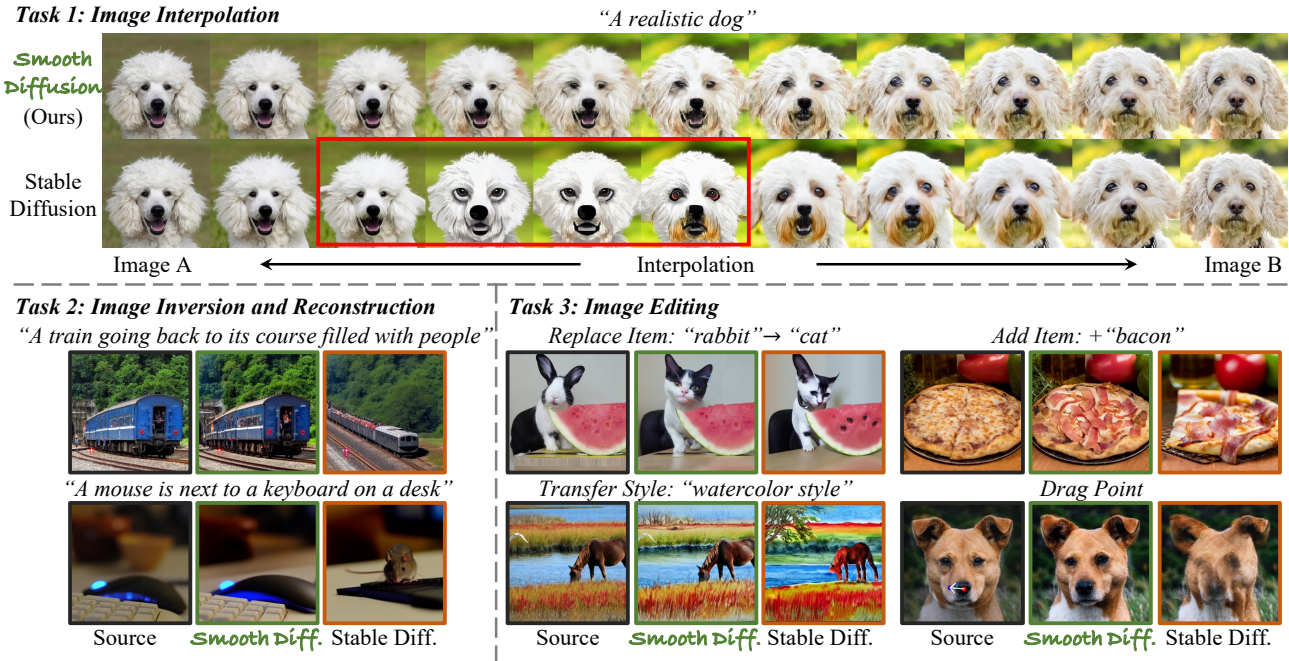 Task 1: Image Interpolation
“A realistic dog”
Smooth
Diffusion
(Ours)
Stable
Diffusion
Image A
Interpolation
Image B
Task 2: Image Inversion and Reconstruction
“A train going back to its course filled with people”
“A mouse is next to a keyboard on a desk”
Source
Smooth Diff.
Stable Diff.
Task 3: Image Editing
Replace Item: “rabbit”→ “cat”
Add Item: +“bacon”
Transfer Style: “watercolor style”
Drag Point
Source
Smooth Diff.
Stable Diff.
Source
Smooth Diff.
Stable Diff.